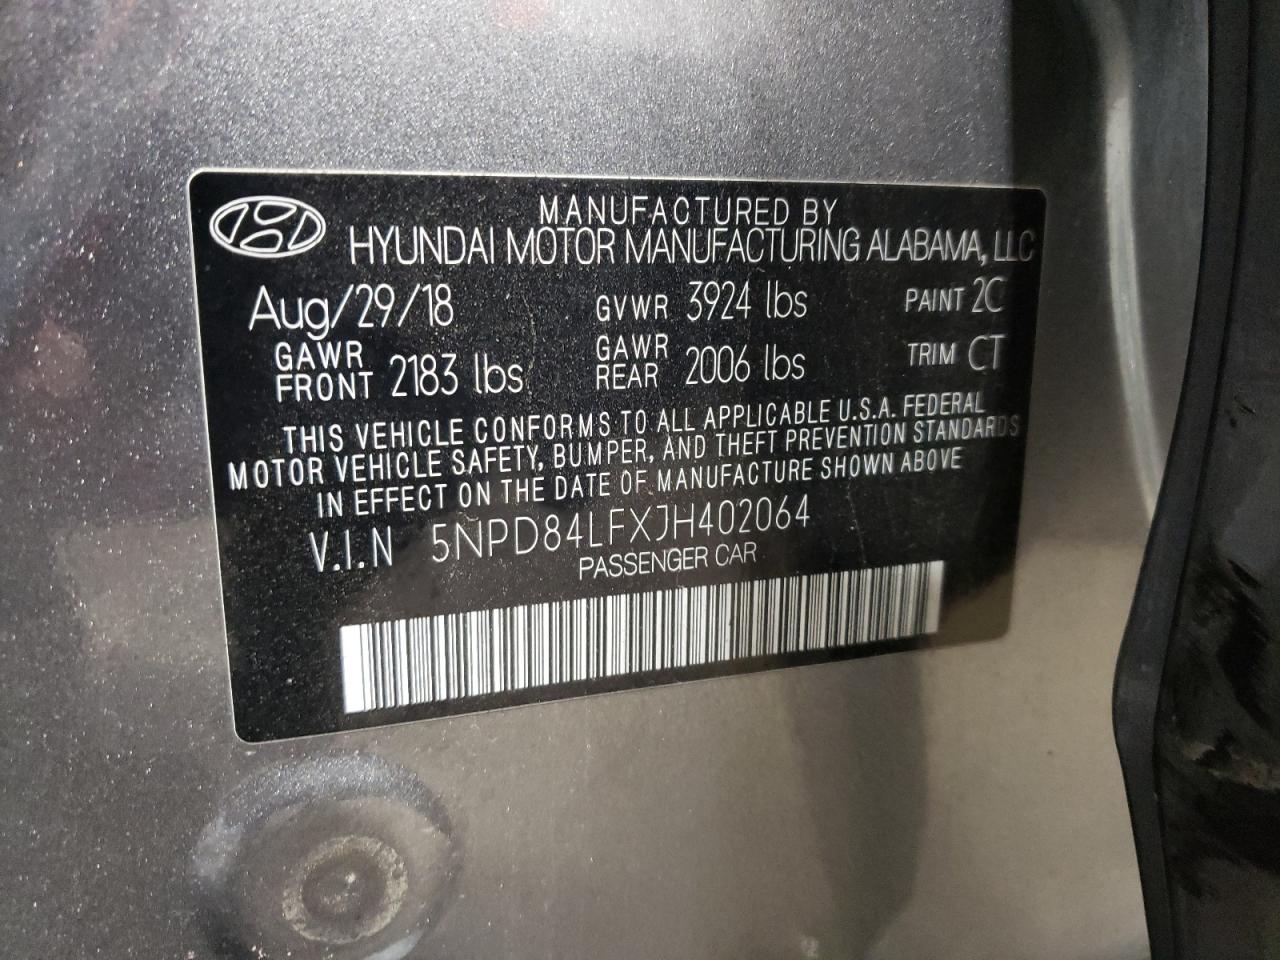 MANUFACTURED BY
HYUNDAI MOTOR MANUFACTURING ALABAMA, LLC
Aug/29/18 GVWR 3924 lbs PAINT 2C
GAWR FRONT 2183 lbs GAWR REAR 2006 lbs TRIM CT
THIS VEHICLE CONFORMS TO ALL APPLICABLE U.S.A. FEDERAL
MOTOR VEHICLE SAFETY, BUMPER, AND THEFT PREVENTION STANDARDS
IN EFFECT ON THE DATE OF MANUFACTURE SHOWN ABOVE
V.I.N 5NPD84LFXJH402064
PASSENGER CAR